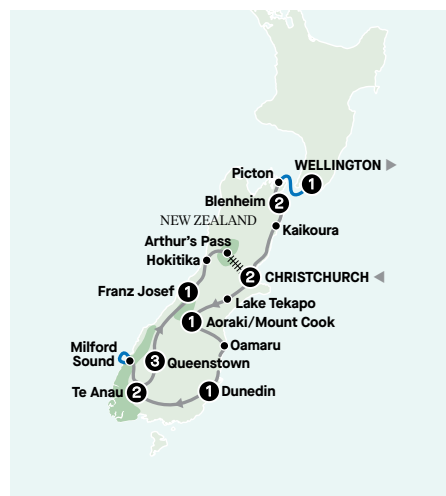 WELLINGTON
Picton
1
Blenheim 2
NEW ZEALAND
Kaikoura
Arthur's Pass
Hokitika
2 CHRISTCHURCH
Franz Josef 1
Lake Tekapo
1 Aoraki/Mount Cook
Oamaru
Milford
Sound
3 Queenstown
Te Anau 2
1 Dunedin